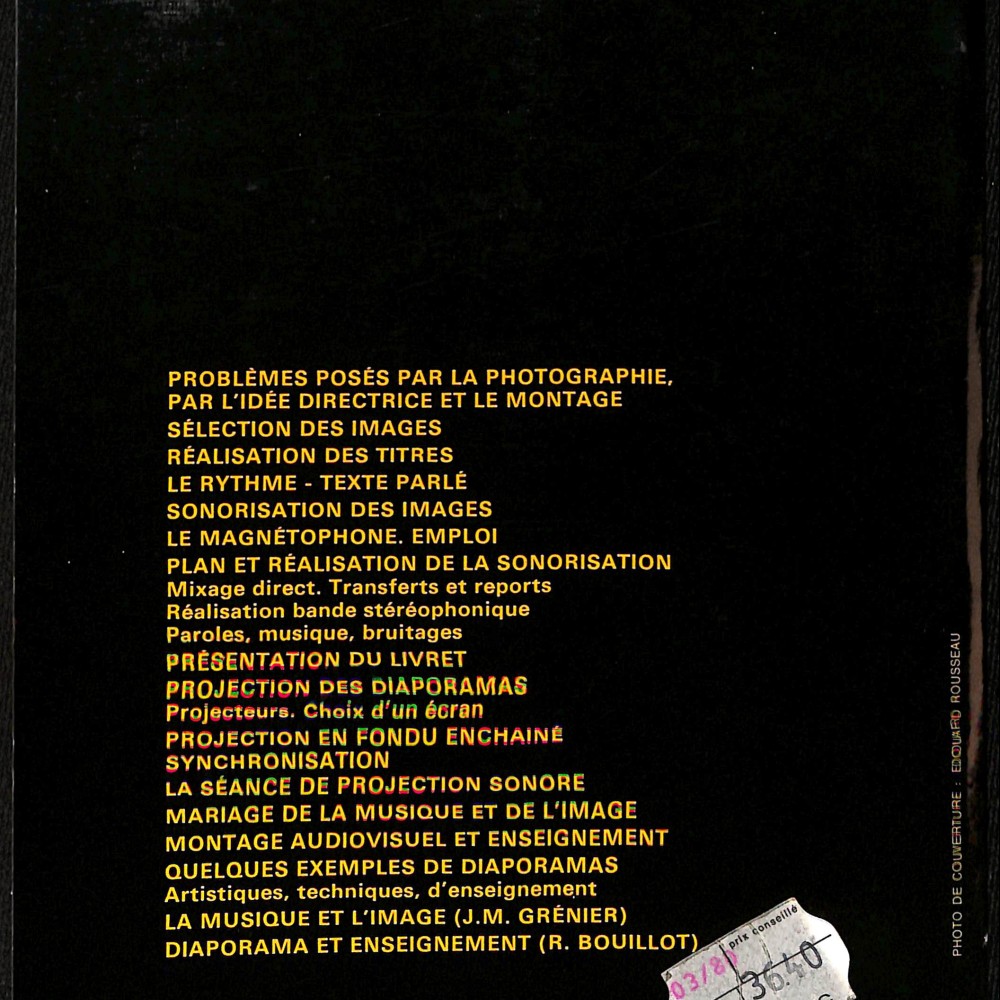 PROBLÈMES POSÉS PAR LA PHOTOGRAPHIE,
PAR L'IDÉE DIRECTRICE ET LE MONTAGE
SÉLECTION DES IMAGES
RÉALISATION DES TITRES
LE RYTHME - TEXTE PARLÉ
SONORISATION DES IMAGES
LE MAGNÉTOPHONE. EMPLOI
PLAN ET RÉALISATION DE LA SONORISATION
Mixage direct. Transferts et reports
Réalisation bande stéréophonique
Paroles, musique, bruitages
PRÉSENTATION DU LIVRET
PROJECTION DES DIAPORAMAS
Projecteurs. Choix d'un écran
PROJECTION EN FONDU ENCHAINÉ
SYNCHRONISATION
LA SÉANCE DE PROJECTION SONORE
MARIAGE DE LA MUSIQUE ET DE L'IMAGE
MONTAGE AUDIOVISUEL ET ENSEIGNEMENT
QUELQUES EXEMPLES DE DIAPORAMAS
Artistiques, techniques, d'enseignement
LA MUSIQUE ET L'IMAGE (J.M. GRÉNIER)
DIAPORAMA ET ENSEIGNEMENT (R. BOUILLOT)
prix conseillé
PHOTO DE COUVERTURE : EDOUARD ROUSSEAU